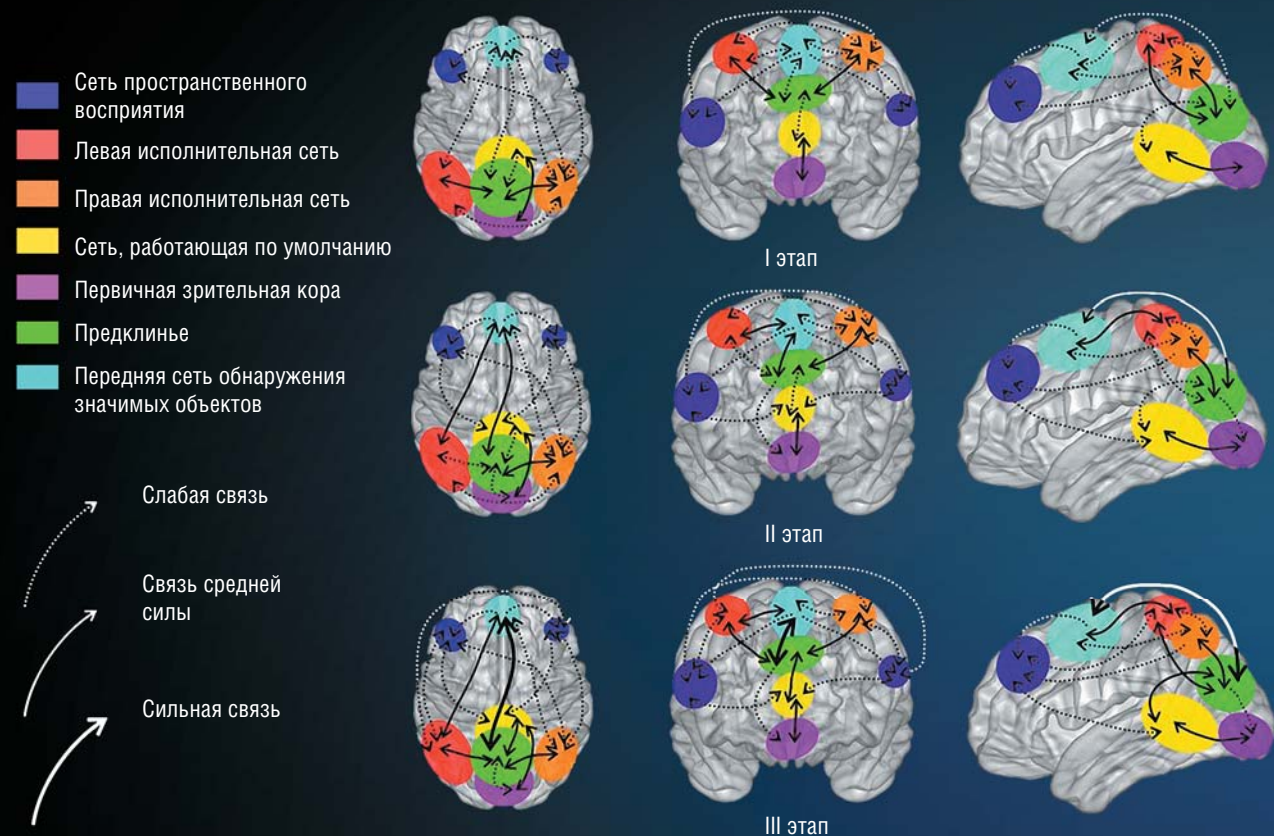 Сеть пространственного
восприятия
Левая исполнительная сеть
Правая исполнительная сеть
Сеть, работающая по умолчанию
Первичная зрительная кора
Предклинье
Передняя сеть обнаружения
значимых объектов
Слабая связь
Связь средней
силы
Сильная связь
I этап
II этап
III этап